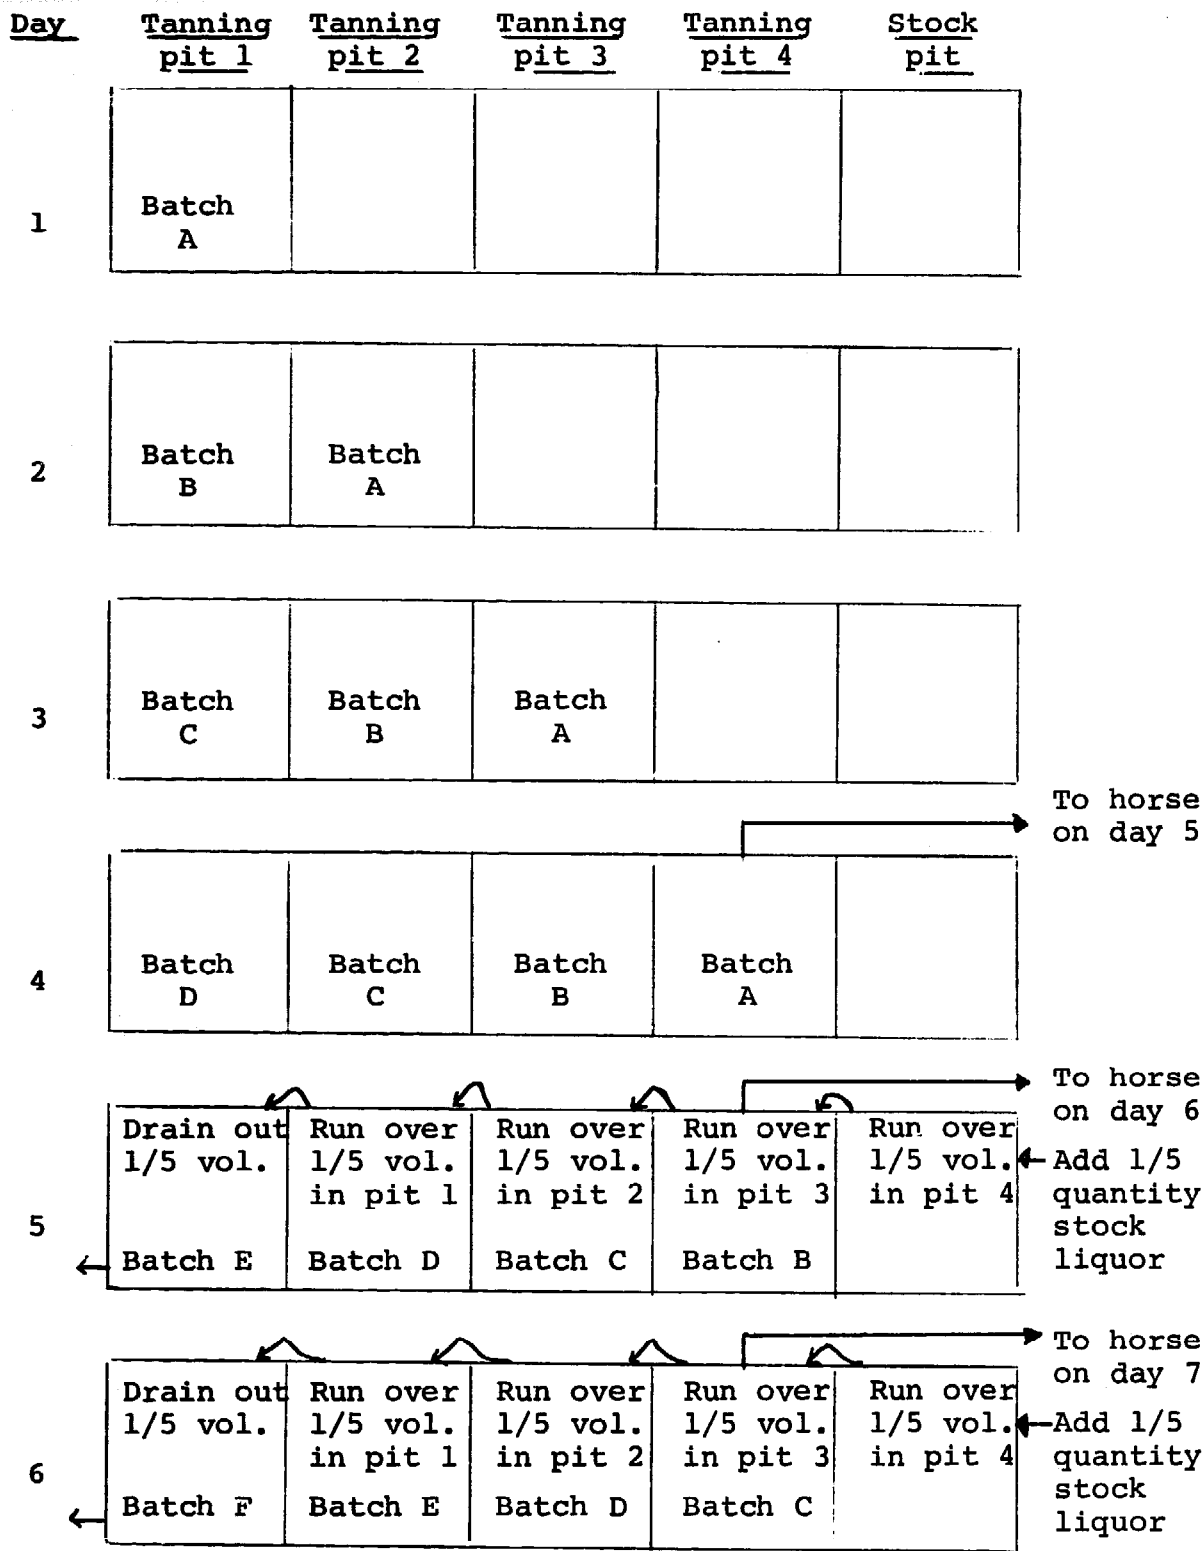 Day Tanning Tanning Tanning Tanning Stock
pit 1 pit 2 pit 3 pit 4 pit
Batch
1
A
Batch Batch
2
B A
Batch Batch Batch
3
C B A
To horse
on day 5
Batch Batch Batch Batch
4
D C B A
To horse
on day 6
Drain out Run over Run over Run over Run over
1/5 vol. 1/5 vol. 1/5 vol. 1/5 vol. 1/5 vol. Add 1/5
in pit 1 in pit 2 in pit 3 in pit 4 quantity
5 stock
Batch E Batch D Batch C Batch B liquor
To horse
on day 7
Drain out Run over Run over Run over Run over
1/5 vol. 1/5 vol. 1/5 vol. 1/5 vol. 1/5 vol. Add 1/5
in pit 1 in pit 2 in pit 3 in pit 4 quantity
6 stock
Batch F Batch E Batch D Batch C liquor